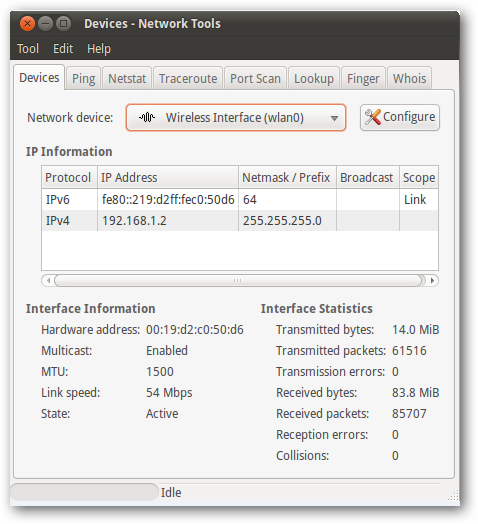 Devices - Network Tools
Tool Edit Help
Devices Ping Netstat Traceroute Port Scan Lookup Finger Whois
Network device: Wireless Interface (wlan0) Configure
IP Information
Protocol IP Address Netmask / Prefix Broadcast Scope
IPv6 fe80::219:d2ff:fec0:50d6 64 Link
IPv4 192.168.1.2 255.255.255.0
Interface Information
Hardware address: 00:19:d2:c0:50:d6
Multicast: Enabled
MTU: 1500
Link speed: 54 Mbps
State: Active
Interface Statistics
Transmitted bytes: 14.0 MiB
Transmitted packets: 61516
Transmission errors: 0
Received bytes: 83.8 MiB
Received packets: 85707
Reception errors: 0
Collisions: 0
Idle